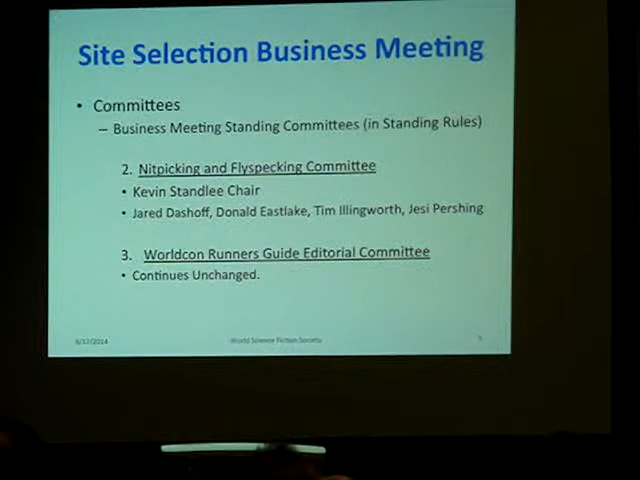 Site Selection Business Meeting
• Committees
– Business Meeting Standing Committees (in Standing Rules)
2. Nitpicking and Flyspecking Committee
• Kevin Standlee Chair
• Jared Dashoff, Donald Eastlake, Tim Illingworth, Jesi Pershing
3. Worldcon Runners Guide Editorial Committee
• Continues Unchanged.
8/17/2014 World Science Fiction Society